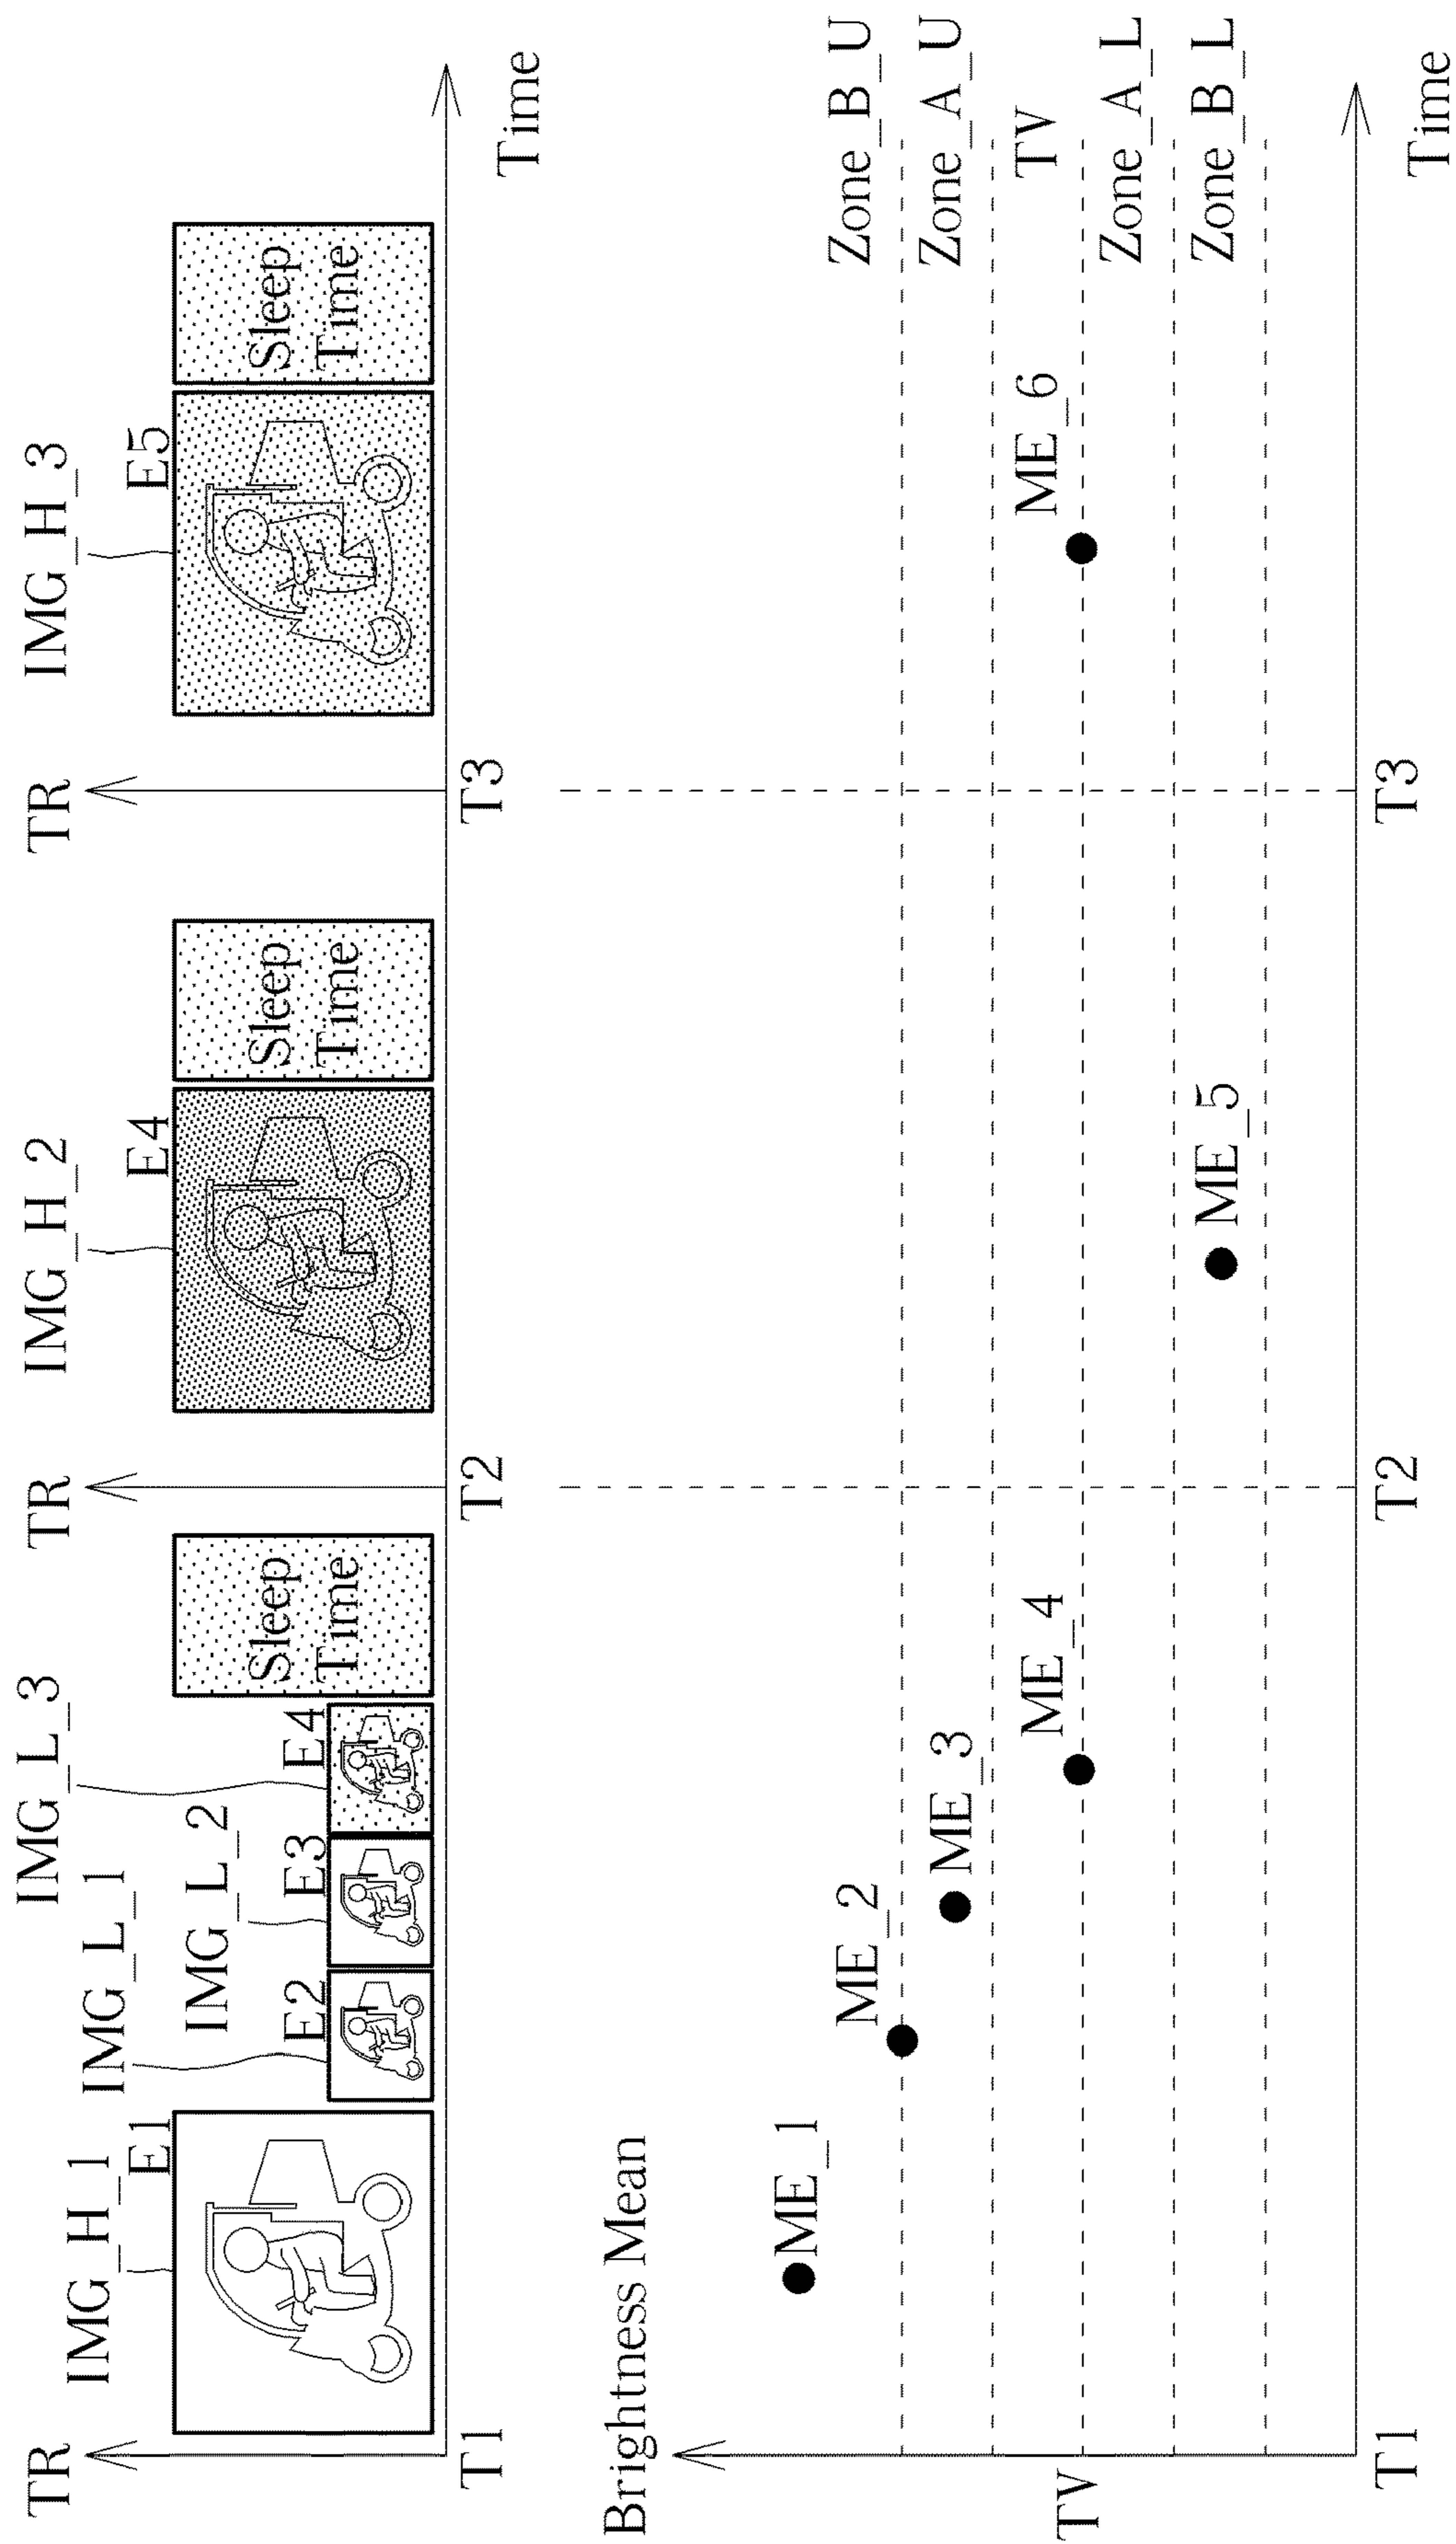 TR
IMG_H_1
E1
IMG_L_1
E2
IMG_L_2
E3
IMG_L_3
E4
Sleep
Time
TR
IMG_H_2
E4
Sleep
Time
TR
IMG_H_3
E5
Sleep
Time
T1
T2
T3
Time
Brightness Mean
ME_1
ME_2
ME_3
ME_4
ME_5
ME_6
Zone_B_U
Zone_A_U
TV
TV
Zone_A_L
Zone_B_L
T1
T2
T3
Time